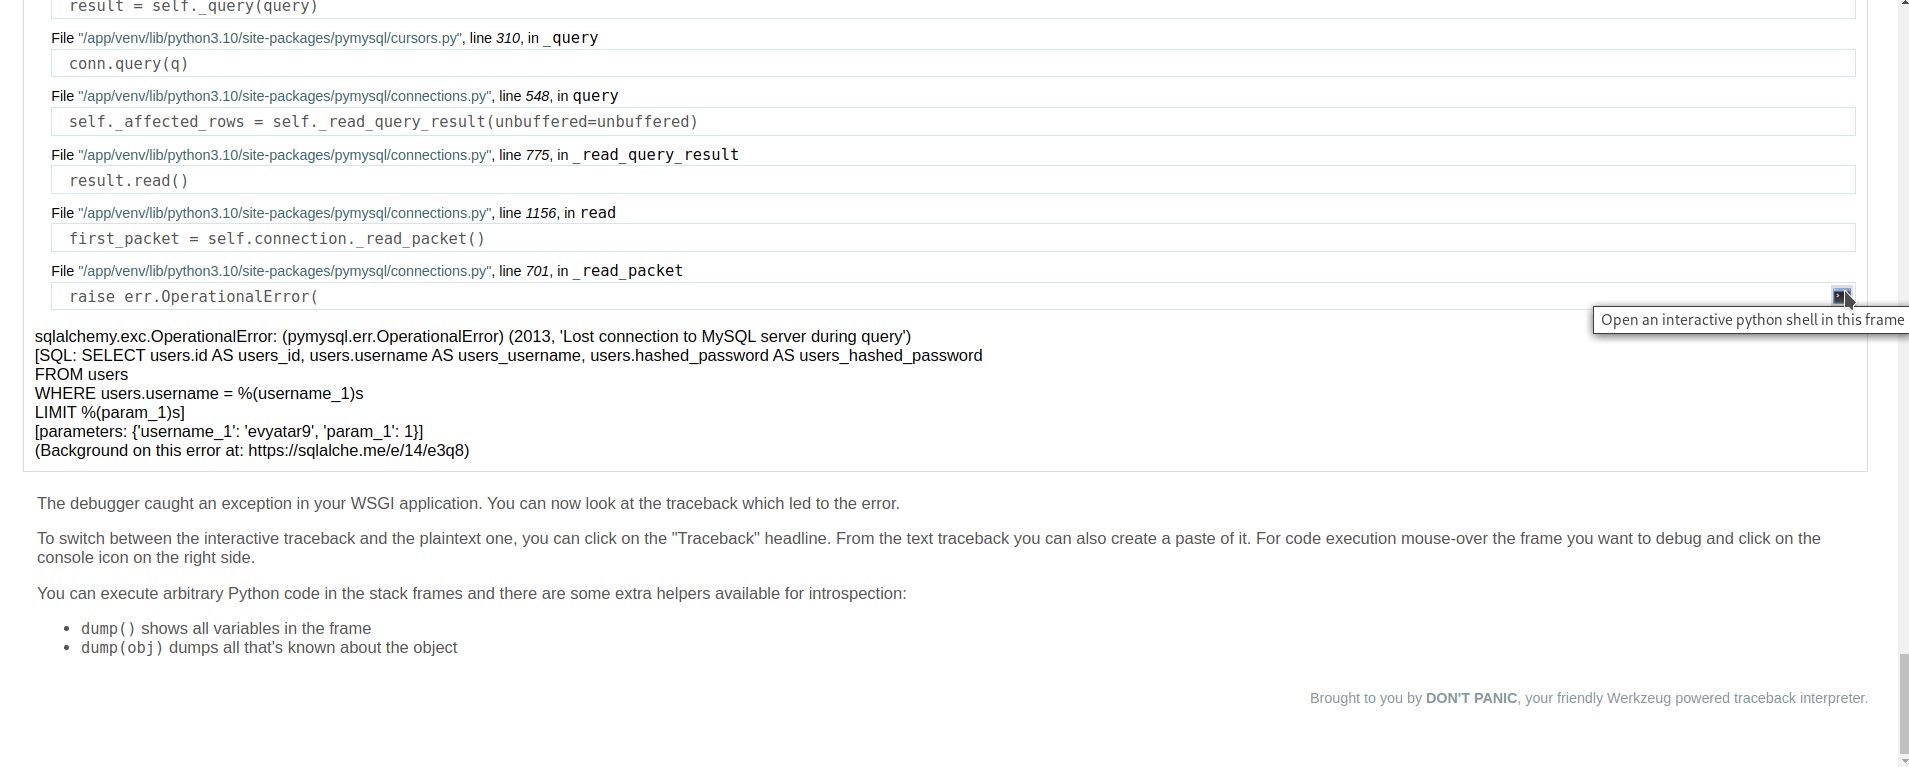 result = self._query(query)
File "/app/venv/lib/python3.10/site-packages/pymysql/cursors.py", line 310, in _query
conn.query(q)
File "/app/venv/lib/python3.10/site-packages/pymysql/connections.py", line 548, in query
self._affected_rows = self._read_query_result(unbuffered=unbuffered)
File "/app/venv/lib/python3.10/site-packages/pymysql/connections.py", line 775, in _read_query_result
result.read()
File "/app/venv/lib/python3.10/site-packages/pymysql/connections.py", line 1156, in read
first_packet = self.connection._read_packet()
File "/app/venv/lib/python3.10/site-packages/pymysql/connections.py", line 701, in _read_packet
raise err.OperationalError(
Open an interactive python shell in this frame
sqlalchemy.exc.OperationalError: (pymysql.err.OperationalError) (2013, 'Lost connection to MySQL server during query')
[SQL: SELECT users.id AS users_id, users.username AS users_username, users.hashed_password AS users_hashed_password
FROM users
WHERE users.username = %(username_1)s
LIMIT %(param_1)s]
[parameters: {'username_1': 'evyatar9', 'param_1': 1}]
(Background on this error at: https://sqlalche.me/e/14/e3q8)
The debugger caught an exception in your WSGI application. You can now look at the traceback which led to the error.
To switch between the interactive traceback and the plaintext one, you can click on the "Traceback" headline. From the text traceback you can also create a paste of it. For code execution mouse-over the frame you want to debug and click on the
console icon on the right side.
You can execute arbitrary Python code in the stack frames and there are some extra helpers available for introspection:
• dump() shows all variables in the frame
• dump(obj) dumps all that's known about the object
Brought to you by DON'T PANIC, your friendly Werkzeug powered traceback interpreter.